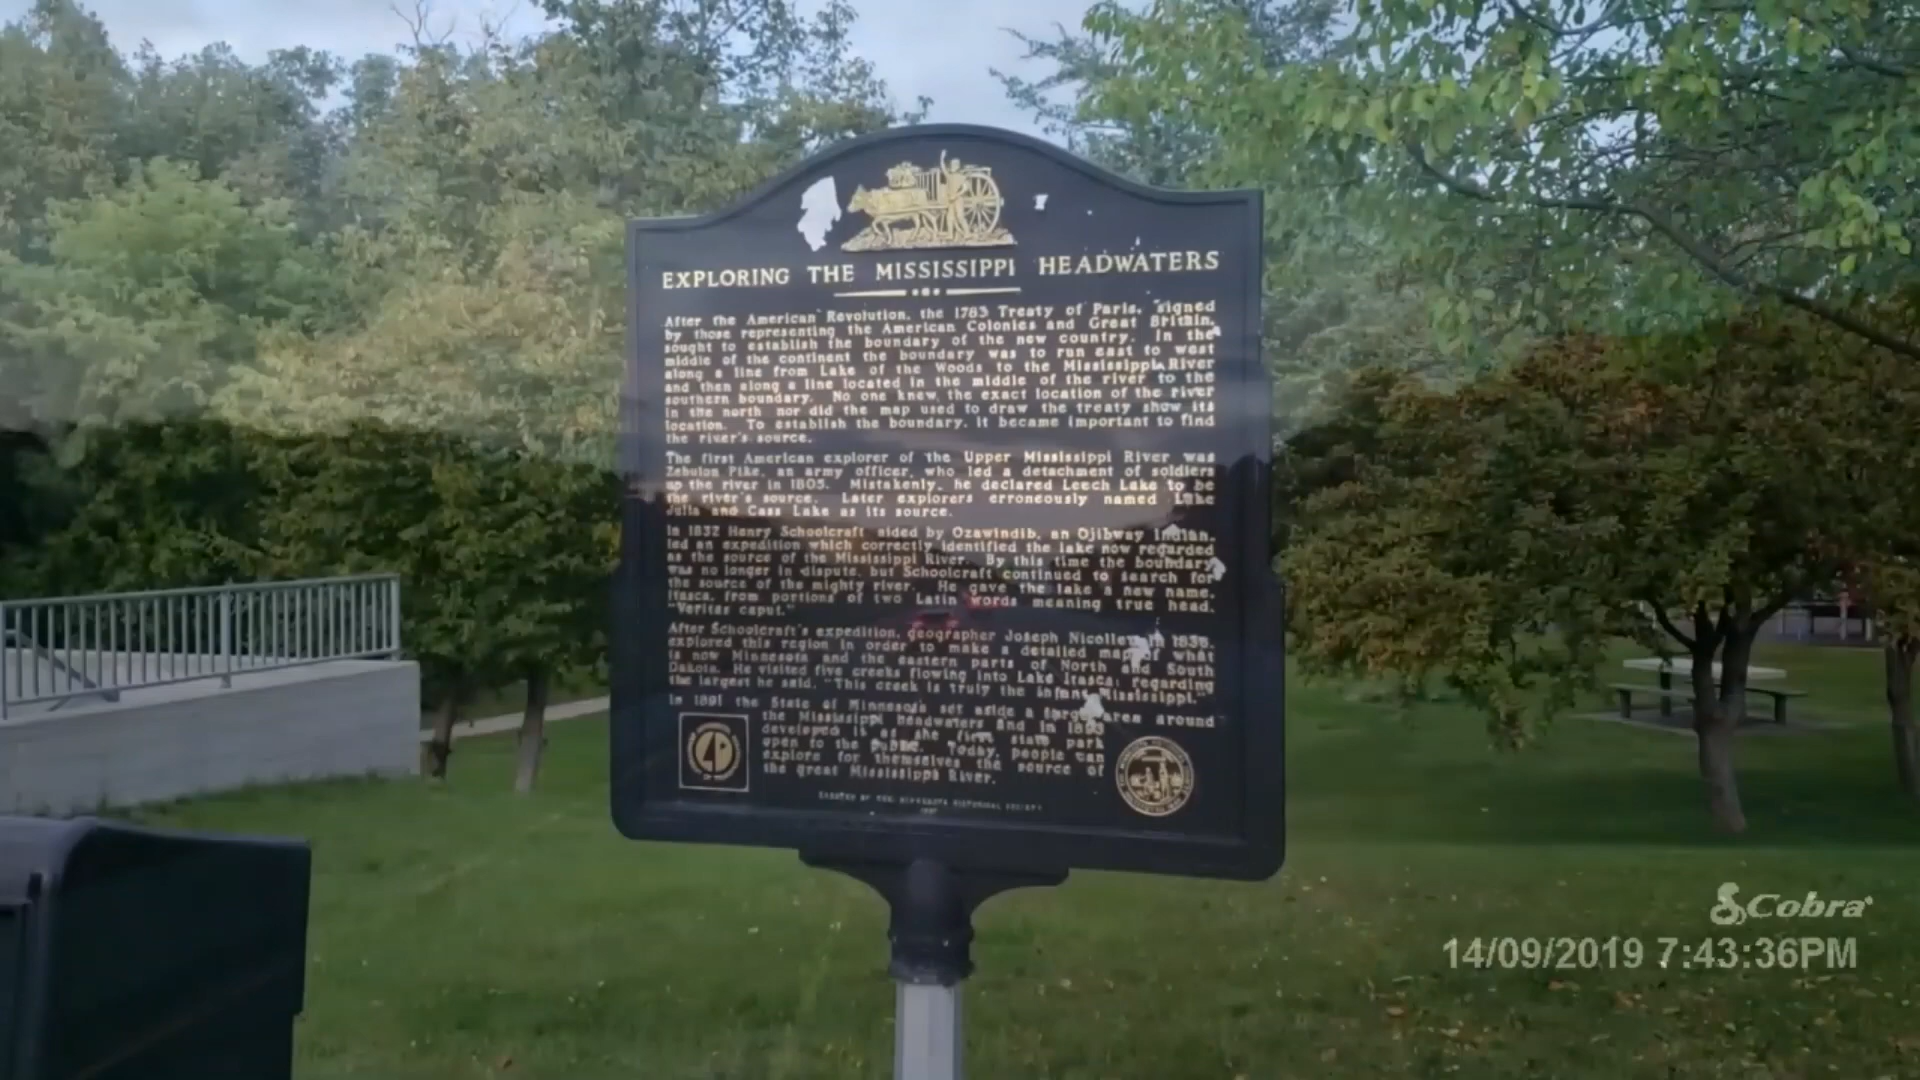 EXPLORING THE MISSISSIPPI HEADWATERS
After the American Revolution, the 1783 Treaty of Paris, signed
by those representing the American Colonies and Great Britain,
sought to establish the boundary of the new country. In the
middle of the continent the boundary was to run east to west
along a line from Lake of the Woods to the Mississippi River
and then along a line located in the middle of the river to the
southern boundary. No one knew the exact location of the river
in the north nor did the map used to draw the treaty show its
location. To establish the boundary, it became important to find
the river's source.
The first American explorer of the Upper Mississippi River was
Zebulon Pike, an army officer, who led a detachment of soldiers
up the river in 1805. Mistakenly, he declared Leech Lake to be
the river's source. Later explorers erroneously named Lake
Julia and Cass Lake as its source.
In 1832 Henry Schoolcraft aided by Ozawindib, an Ojibway Indian,
led an expedition which correctly identified the lake now regarded
as the source of the Mississippi River. By this time the boundary
was no longer in dispute, but Schoolcraft continued to search for
the source of the mighty river. He gave the lake a new name,
Itasca, from portions of two Latin words meaning true head,
"Veritas caput."
After Schoolcraft's expedition, geographer Joseph Nicollet, in 1836,
explored this region in order to make a detailed map of what
is now Minnesota and the eastern parts of North and South
Dakota. He visited five creeks flowing into Lake Itasca; regarding
the largest he said, "This creek is truly the infant Mississippi."
In 1891 the State of Minnesota set aside a large area around
the Mississippi headwaters and in 1893
developed it as the first state park
open to the public. Today, people can
explore for themselves the source of
the great Mississippi River.
ERECTED BY THE MINNESOTA HISTORICAL SOCIETY
Cobra
14/09/2019 7:43:36PM